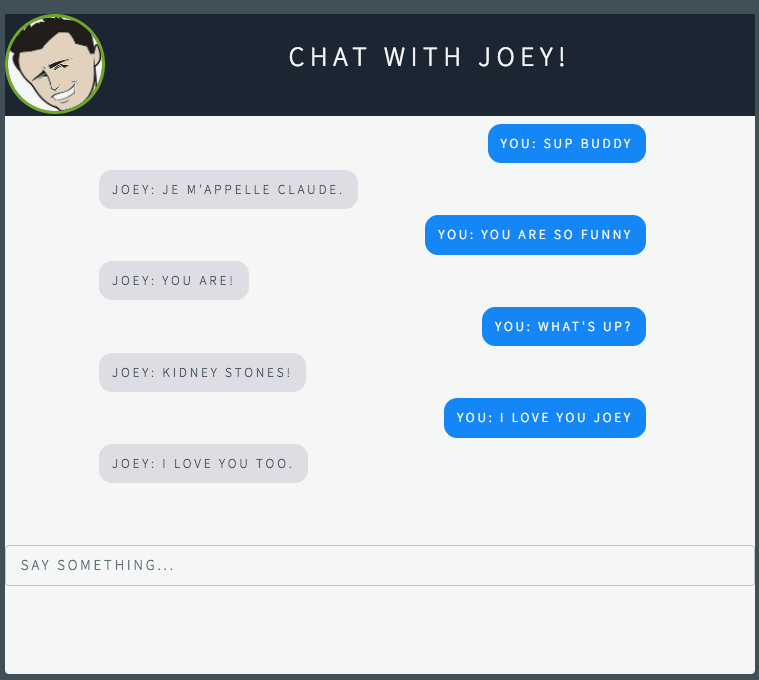 CHAT WITH JOEY!
YOU: SUP BUDDY
JOEY: JE M'APPELLE CLAUDE.
YOU: YOU ARE SO FUNNY
JOEY: YOU ARE!
YOU: WHAT'S UP?
JOEY: KIDNEY STONES!
YOU: I LOVE YOU JOEY
JOEY: I LOVE YOU TOO.
SAY SOMETHING...